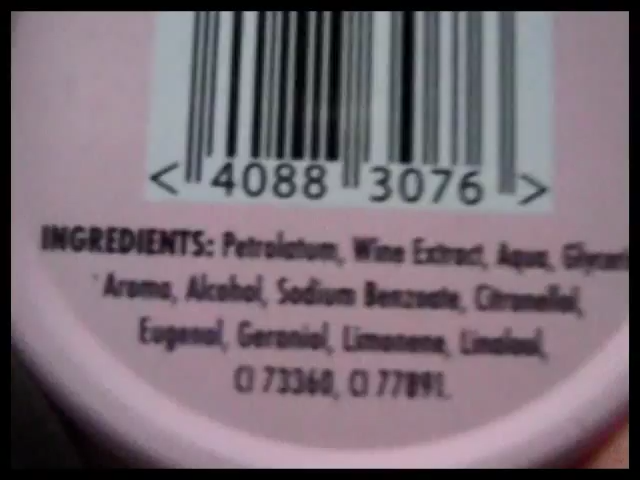 < 4088 3076 >
INGREDIENTS: Petrolatum, Wine Extract, Aqua,
Aroma, Alcohol, Sodium Benzoate, Citronellol,
Eugenol, Geraniol, Limonene, Linalool,
CI 73360, CI 77891.